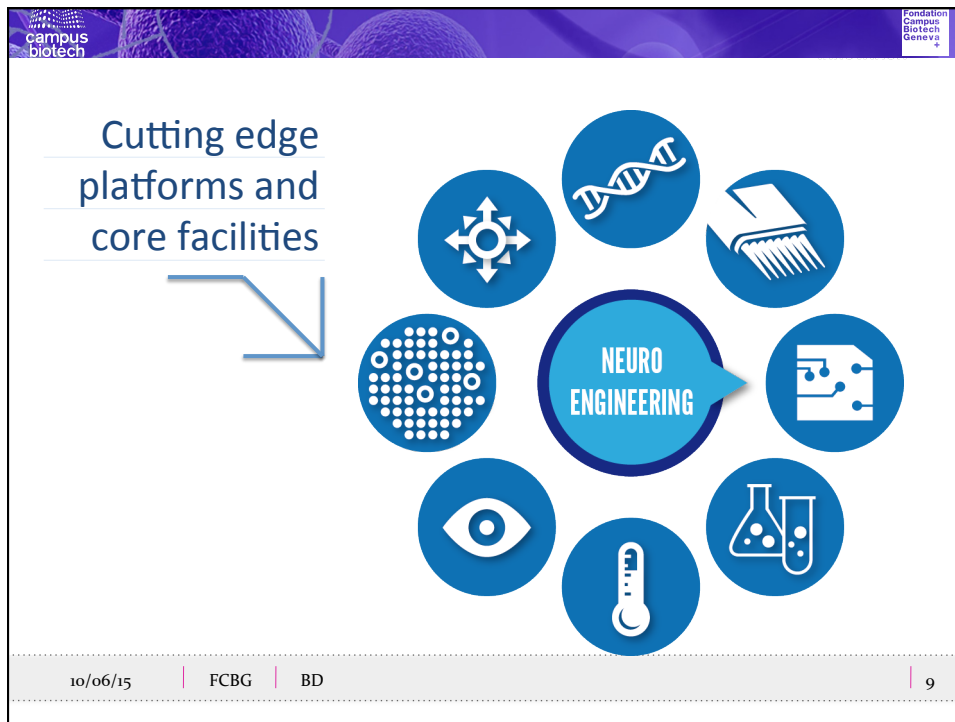 campus
biotech
Fondation
Campus
Biotech
Geneva
+
Cutting edge
platforms and
core facilities
NEURO
ENGINEERING
10/06/15 FCBG BD 9